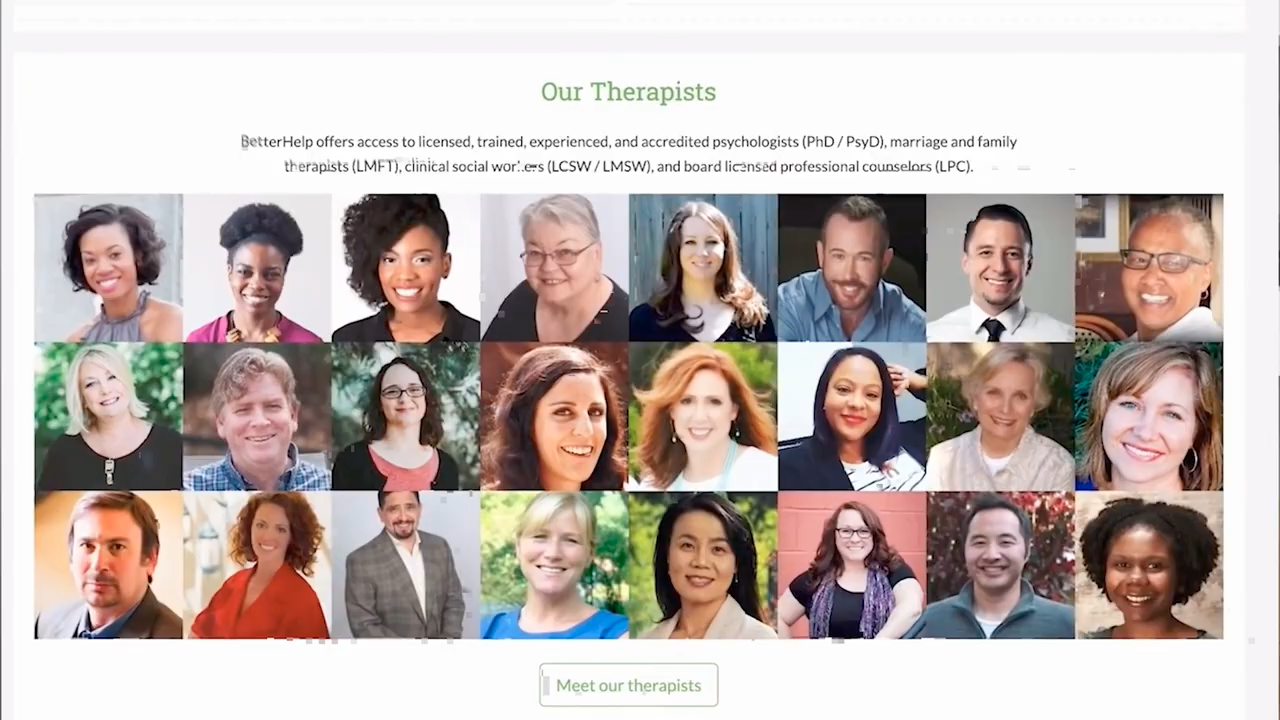 Our Therapists
BetterHelp offers access to licensed, trained, experienced, and accredited psychologists (PhD / PsyD), marriage and family
therapists (LMFT), clinical social workers (LCSW / LMSW), and board licensed professional counselors (LPC).
Meet our therapists